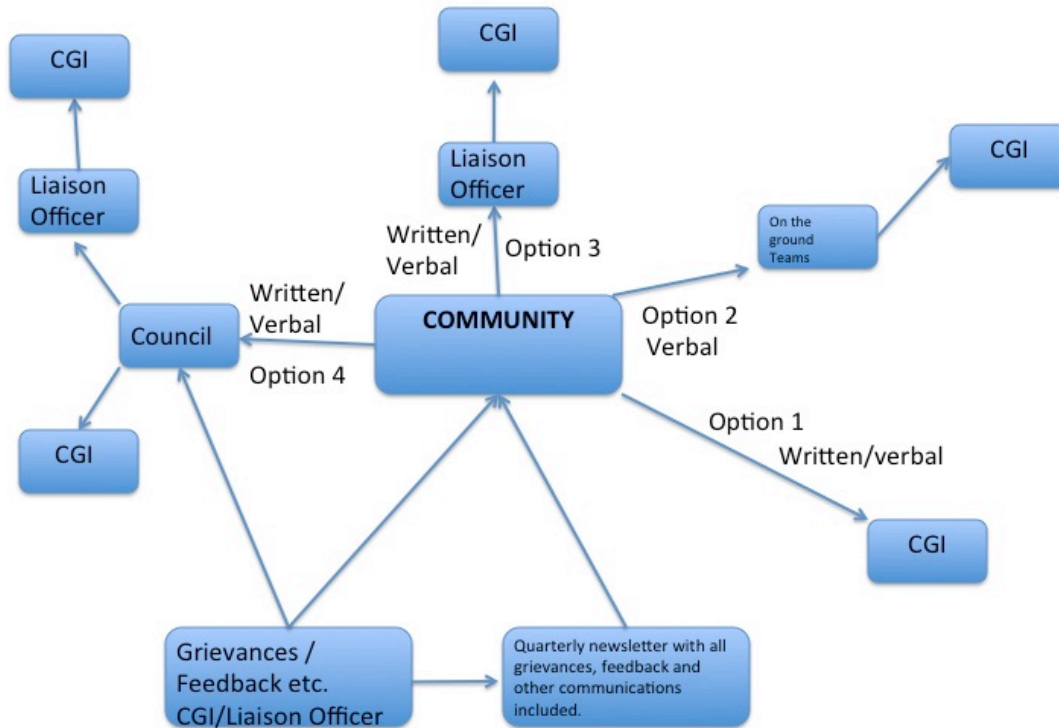 CGI
CGI
CGI
Liaison
Officer
Liaison
Officer
On the
ground
Teams
Written/
Verbal
Option 3
Written/
Verbal
COMMUNITY
Option 2
Verbal
Council
Option 4
Option 1
Written/verbal
CGI
CGI
Grievances /
Feedback etc.
CGI/Liaison Officer
Quarterly newsletter with all
grievances, feedback and
other communications
included.